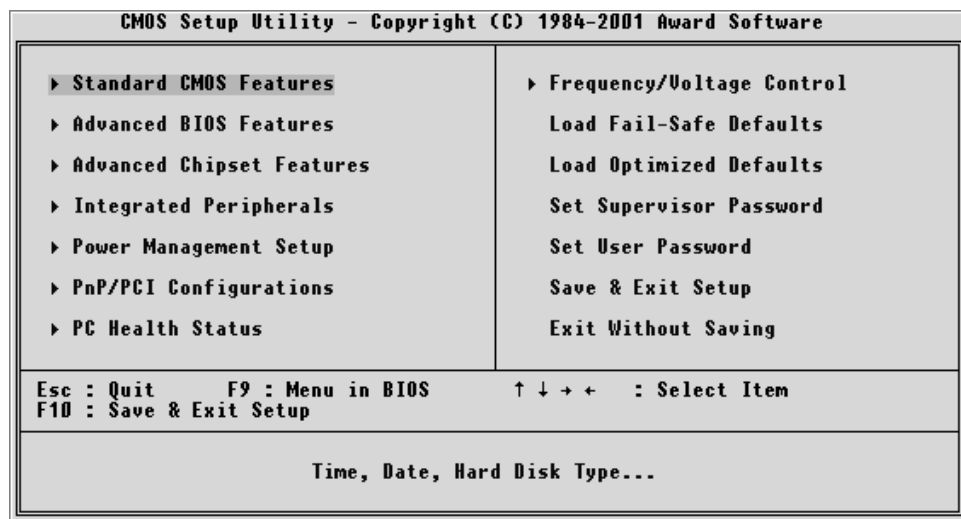 CMOS Setup Utility - Copyright (C) 1984-2001 Award Software
▸ Standard CMOS Features
▸ Advanced BIOS Features
▸ Advanced Chipset Features
▸ Integrated Peripherals
▸ Power Management Setup
▸ PnP/PCI Configurations
▸ PC Health Status
▸ Frequency/Voltage Control
Load Fail-Safe Defaults
Load Optimized Defaults
Set Supervisor Password
Set User Password
Save & Exit Setup
Exit Without Saving
Esc : Quit F9 : Menu in BIOS ↑ ↓ → ← : Select Item
F10 : Save & Exit Setup
Time, Date, Hard Disk Type...